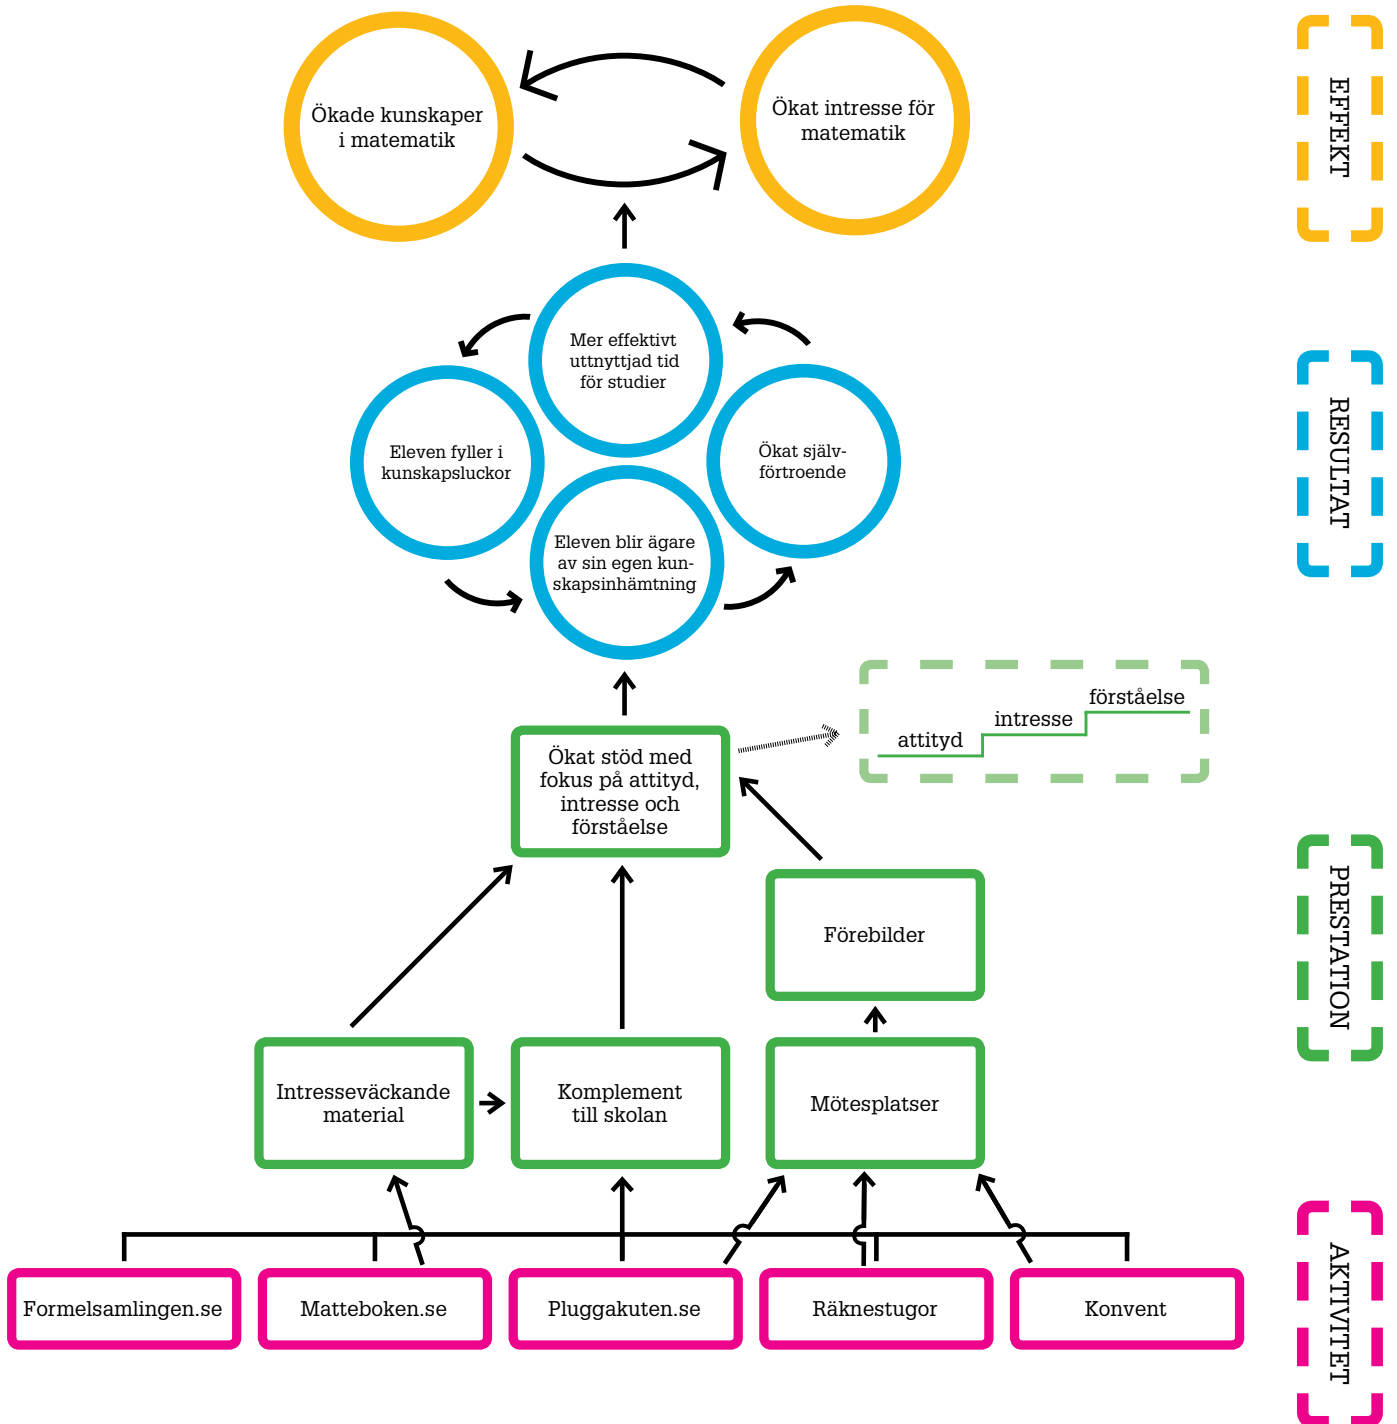 Ökade kunskaper
i matematik
Ökat intresse för
matematik
EFFEKT
Mer effektivt
uttnyttjad tid
för studier
Eleven fyller i
kunskapsluckor
Ökat själv-
förtroende
Eleven blir ägare
av sin egen kun-
skapsinhämtning
RESULTAT
Ökat stöd med
fokus på attityd,
intresse och
förståelse
attityd
intresse
förståelse
Förebilder
Intresseväckande
material
Komplement
till skolan
Mötesplatser
PRESTATION
Formelsamlingen.se
Matteboken.se
Pluggakuten.se
Räknestugor
Konvent
AKTIVITET